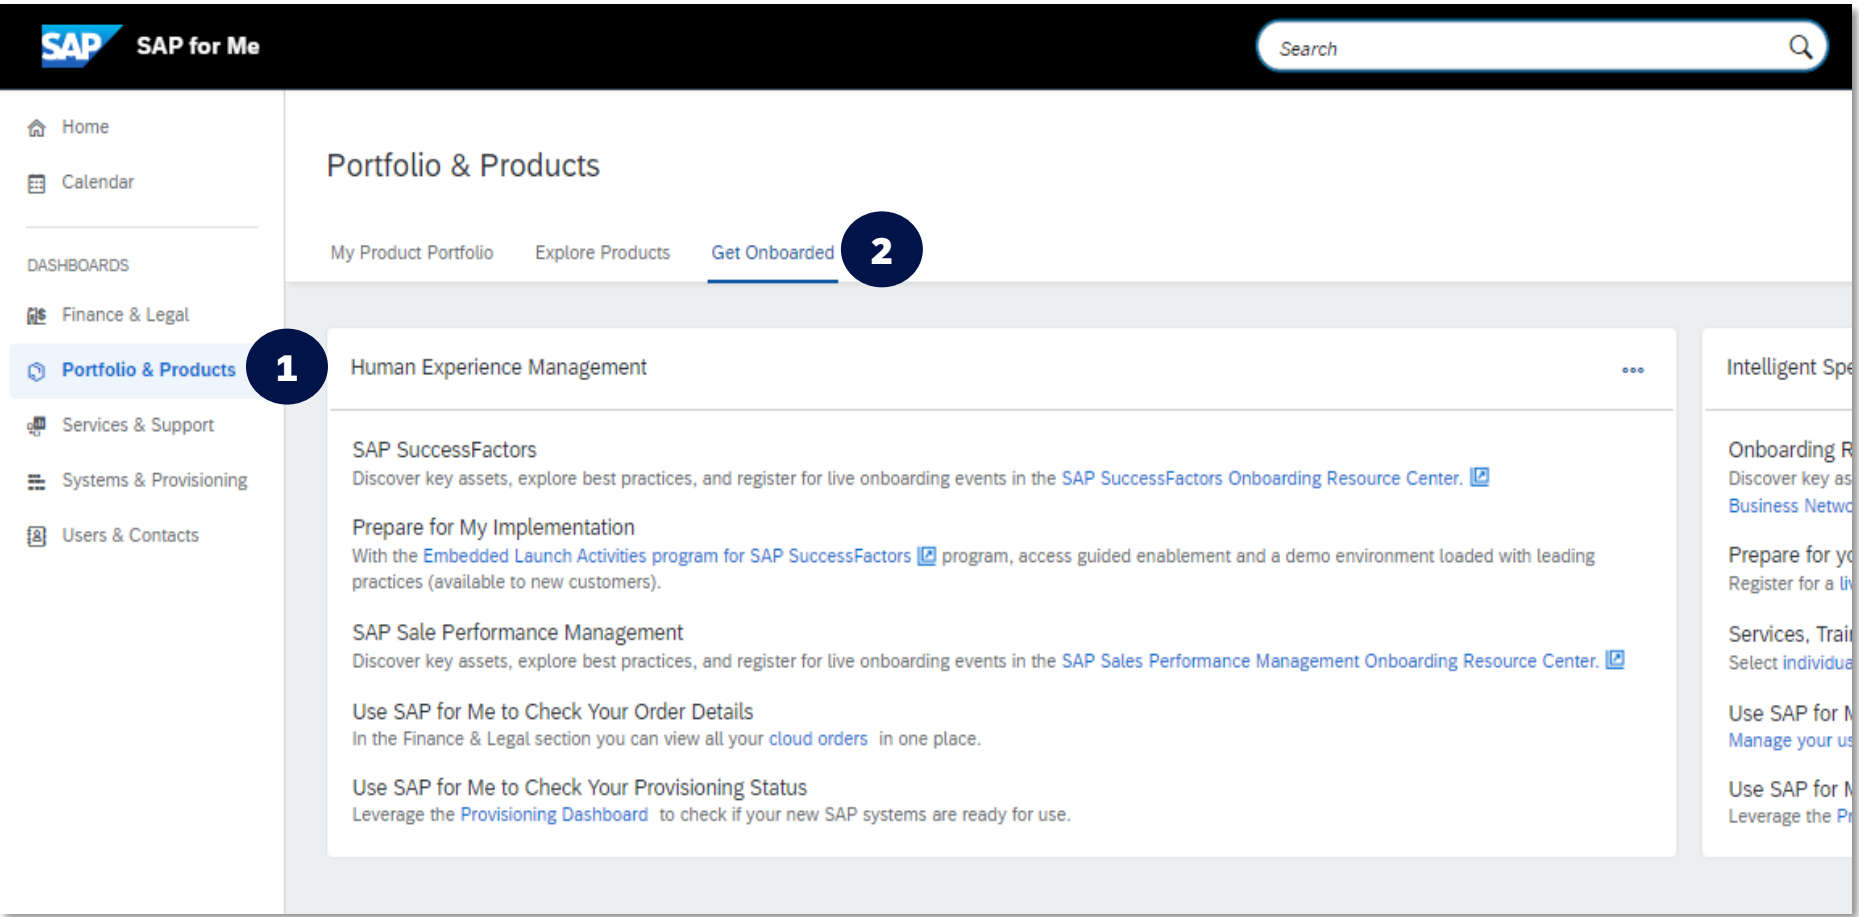 SAP SAP for Me
Search
Home
Calendar
DASHBOARDS
Finance & Legal
Portfolio & Products 1
Services & Support
Systems & Provisioning
Users & Contacts
Portfolio & Products
My Product Portfolio Explore Products Get Onboarded 2
Human Experience Management
SAP SuccessFactors
Discover key assets, explore best practices, and register for live onboarding events in the SAP SuccessFactors Onboarding Resource Center.
Prepare for My Implementation
With the Embedded Launch Activities program for SAP SuccessFactors program, access guided enablement and a demo environment loaded with leading
practices (available to new customers).
SAP Sale Performance Management
Discover key assets, explore best practices, and register for live onboarding events in the SAP Sales Performance Management Onboarding Resource Center.
Use SAP for Me to Check Your Order Details
In the Finance & Legal section you can view all your cloud orders in one place.
Use SAP for Me to Check Your Provisioning Status
Leverage the Provisioning Dashboard to check if your new SAP systems are ready for use.
Intelligent Spe
Onboarding R
Discover key as
Business Netwo
Prepare for yo
Register for a liv
Services, Trai
Select individua
Use SAP for M
Manage your us
Use SAP for M
Leverage the Pr